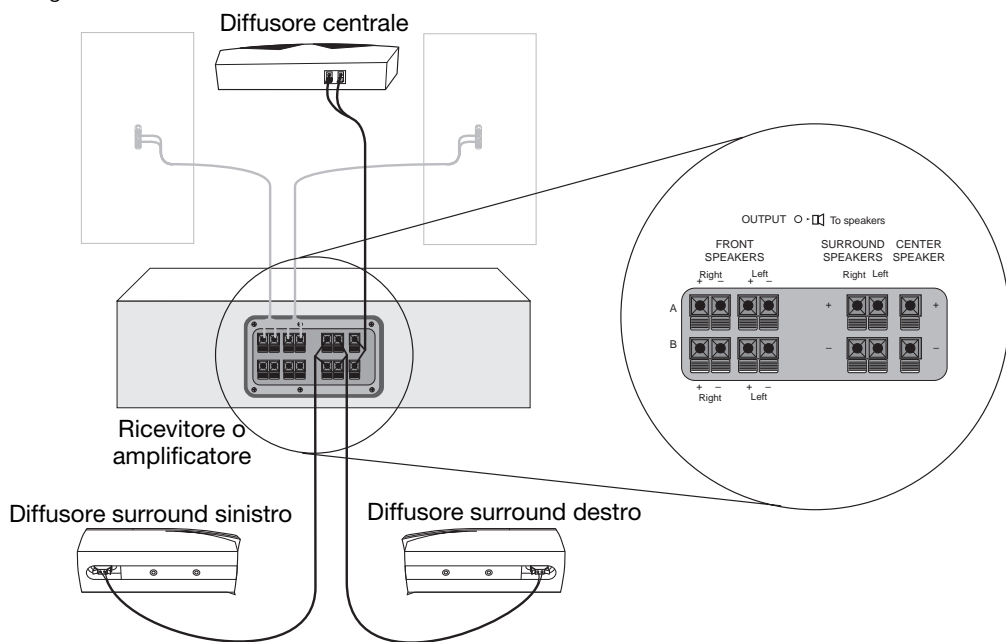 Diffusore centrale
OUTPUT To speakers
FRONT SPEAKERS
SURROUND SPEAKERS
CENTER SPEAKER
Right Left
Right Left
+ – + –
A
+ +
B
– –
+ – + –
Right Left
Ricevitore o
amplificatore
Diffusore surround sinistro
Diffusore surround destro